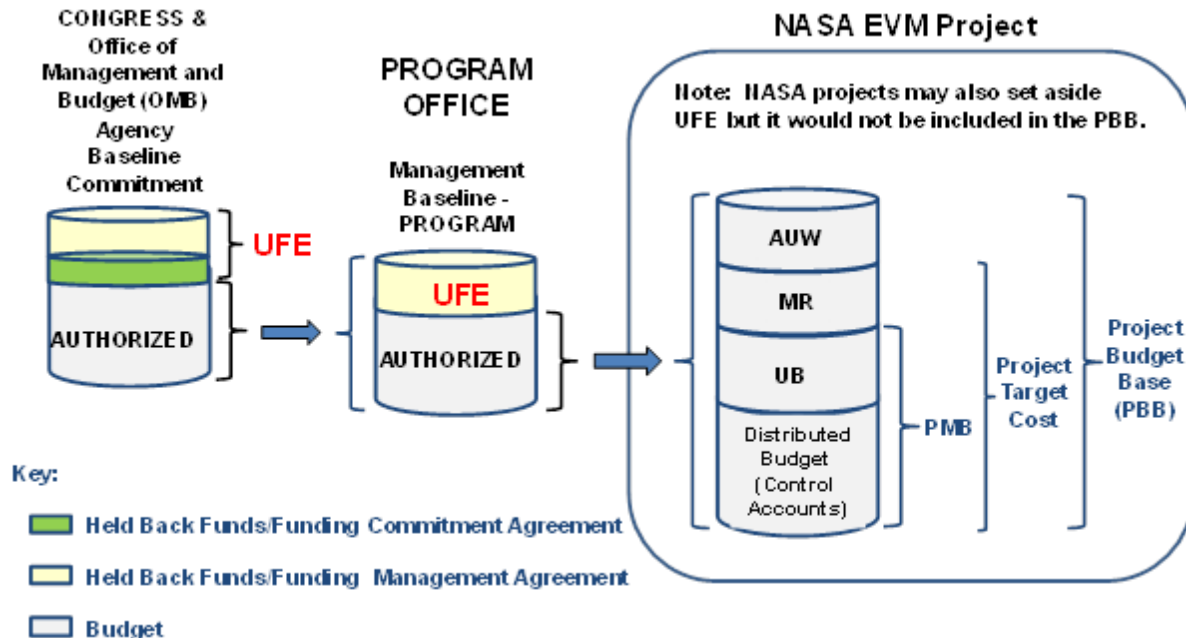 CONGRESS &
Office of
Management and
Budget (OMB)
Agency
Baseline
Commitment
UFE
AUTHORIZED
PROGRAM
OFFICE
Management
Baseline -
PROGRAM
UFE
AUTHORIZED
NASA EVM Project
Note: NASA projects may also set aside
UFE but it would not be included in the PBB.
AUW
MR
UB
Distributed
Budget
(Control
Accounts)
PMB
Project
Target
Cost
Project
Budget
Base
(PBB)
Key:
Held Back Funds/Funding Commitment Agreement
Held Back Funds/Funding Management Agreement
Budget